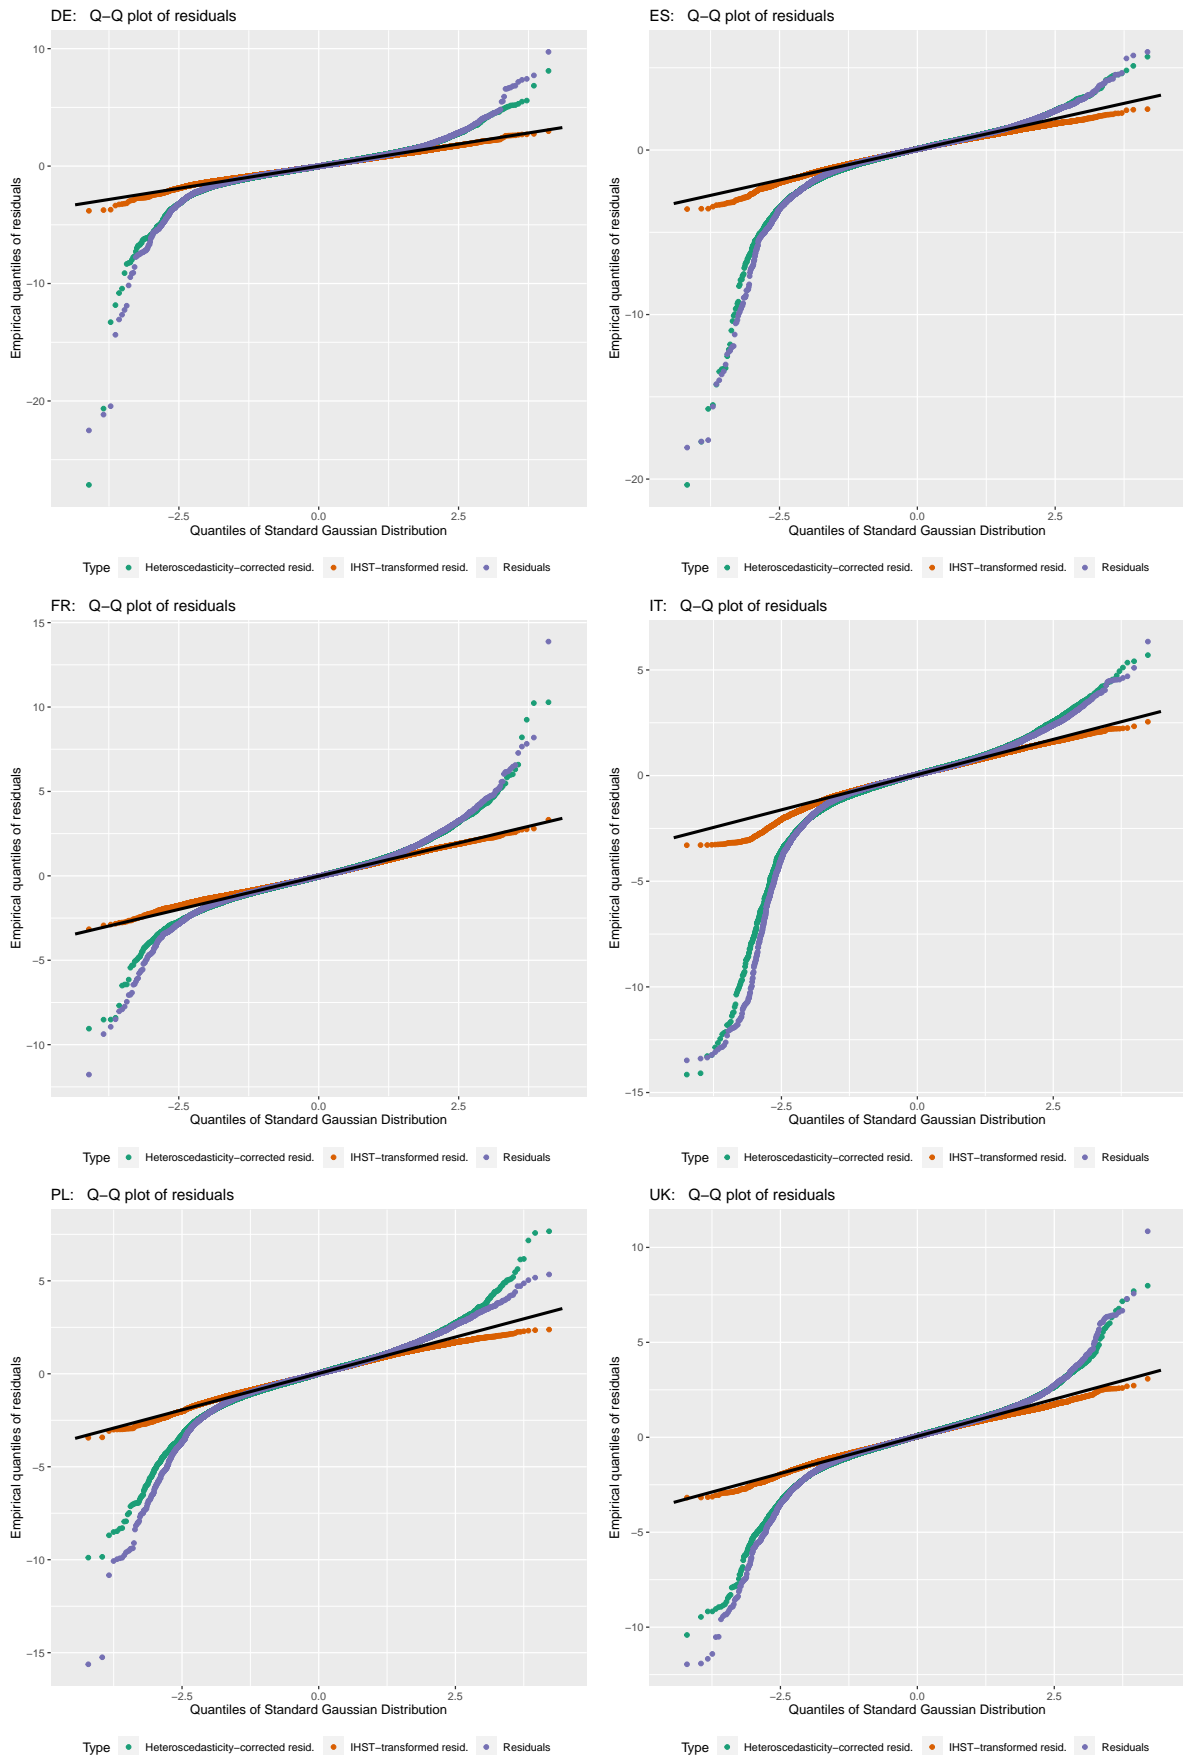 DE: Q−Q plot of residuals
10
0
−10
−20
Empirical quantiles of residuals
−2.5 0.0 2.5
Quantiles of Standard Gaussian Distribution
Type Heteroscedasticity−corrected resid. IHST−transformed resid. Residuals
ES: Q−Q plot of residuals
0
−10
−20
Empirical quantiles of residuals
−2.5 0.0 2.5
Quantiles of Standard Gaussian Distribution
Type Heteroscedasticity−corrected resid. IHST−transformed resid. Residuals
FR: Q−Q plot of residuals
15
10
5
0
−5
−10
Empirical quantiles of residuals
−2.5 0.0 2.5
Quantiles of Standard Gaussian Distribution
Type Heteroscedasticity−corrected resid. IHST−transformed resid. Residuals
IT: Q−Q plot of residuals
5
0
−5
−10
−15
Empirical quantiles of residuals
−2.5 0.0 2.5
Quantiles of Standard Gaussian Distribution
Type Heteroscedasticity−corrected resid. IHST−transformed resid. Residuals
PL: Q−Q plot of residuals
5
0
−5
−10
−15
Empirical quantiles of residuals
−2.5 0.0 2.5
Quantiles of Standard Gaussian Distribution
Type Heteroscedasticity−corrected resid. IHST−transformed resid. Residuals
UK: Q−Q plot of residuals
10
5
0
−5
−10
Empirical quantiles of residuals
−2.5 0.0 2.5
Quantiles of Standard Gaussian Distribution
Type Heteroscedasticity−corrected resid. IHST−transformed resid. Residuals